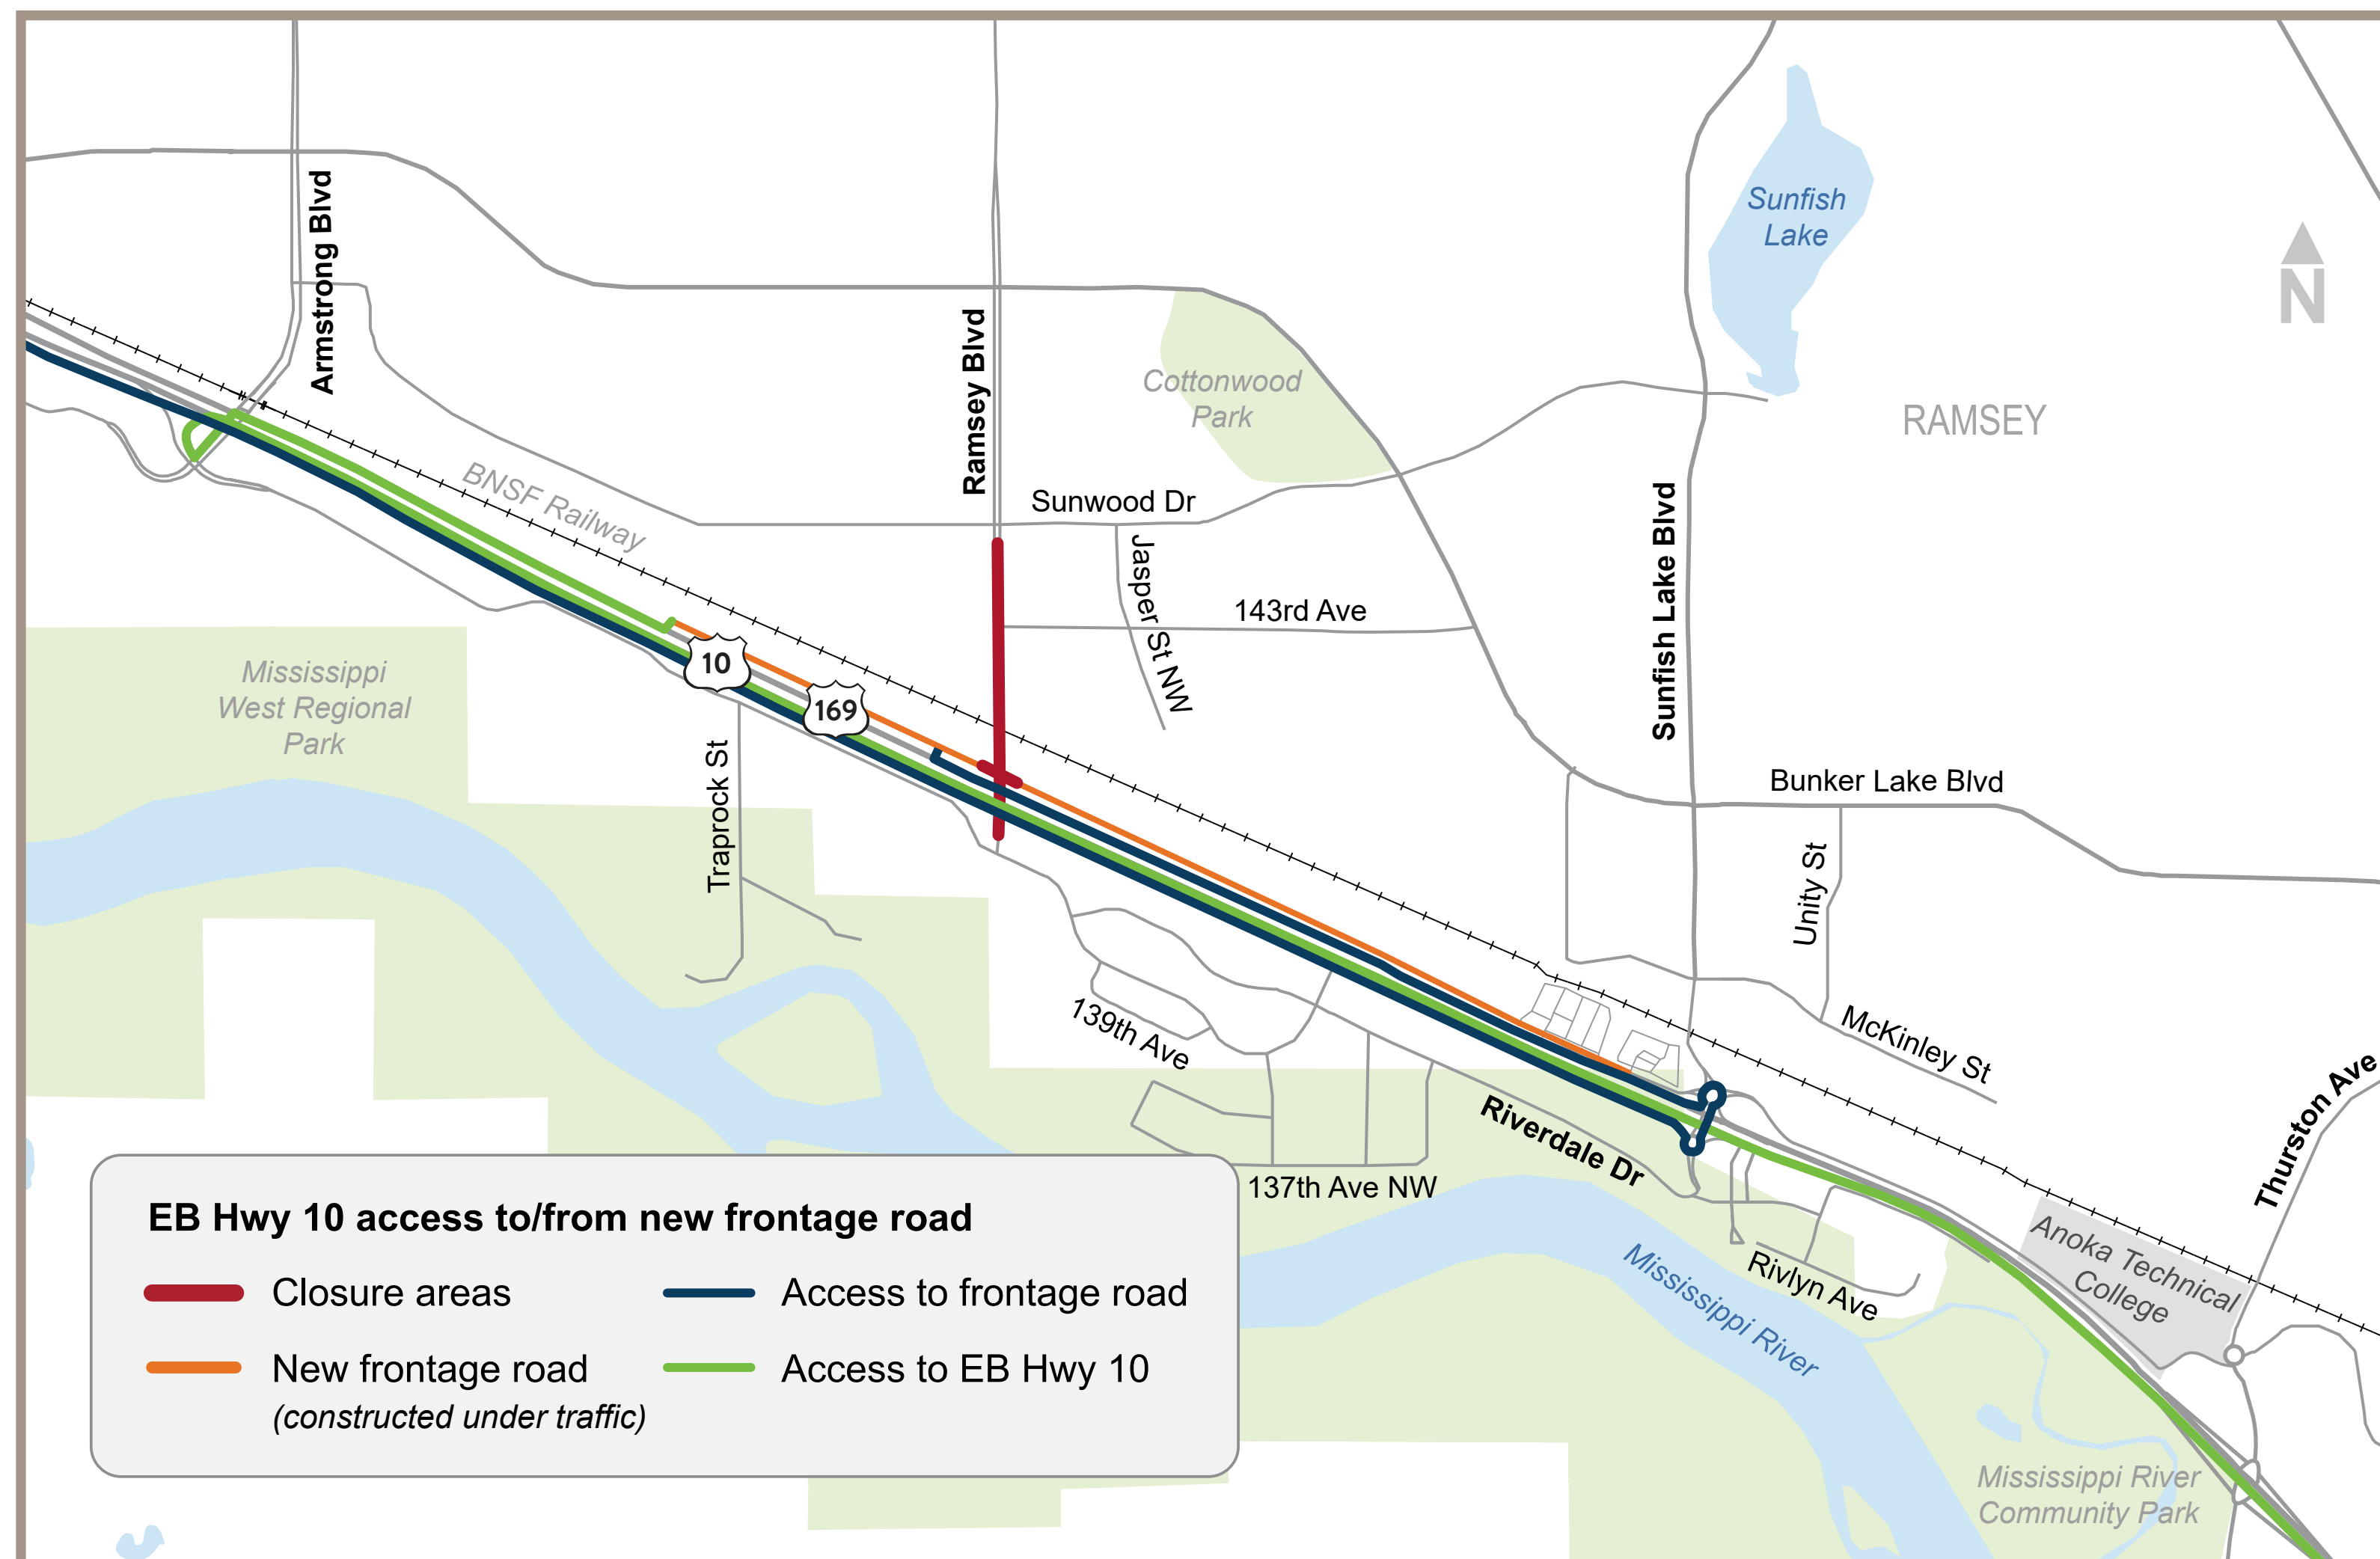 Armstrong Blvd
Ramsey Blvd
Sunfish
Lake
N
Cottonwood
Park
RAMSEY
BNSF Railway
Sunwood Dr
Jasper St NW
143rd Ave
Sunfish Lake Blvd
10
169
Mississippi
West Regional
Park
Traprock St
Bunker Lake Blvd
Unity St
McKinley St
139th Ave
Thurston Ave
Riverdale Dr
137th Ave NW
Rivlyn Ave
Mississippi River
Anoka Technical
College
Mississippi River
Community Park
EB Hwy 10 access to/from new frontage road
Closure areas
Access to frontage road
New frontage road
(constructed under traffic)
Access to EB Hwy 10